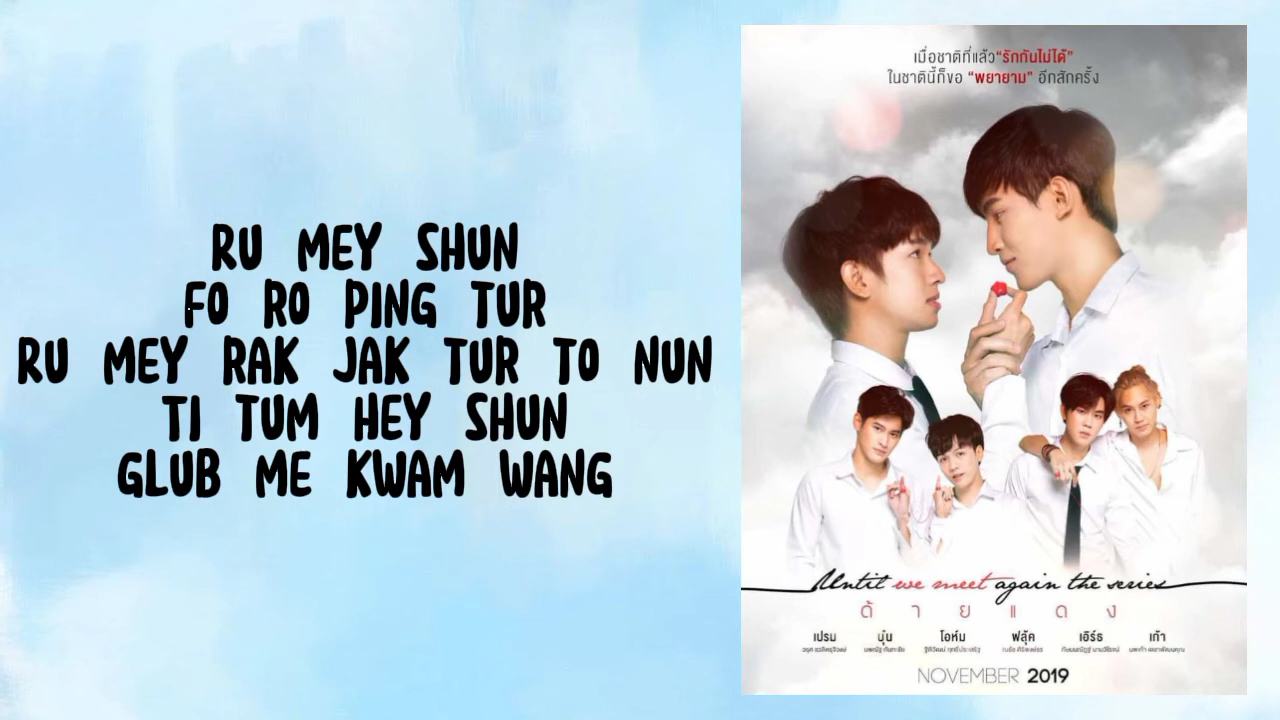 RU MEY SHUN
FO RO PING TUR
RU MEY RAK JAK TUR TO NUN
TI TUM HEY SHUN
GLUB ME KWAM WANG
เมื่อชาติที่แล้ว“รักกันไม่ได้”
ในชาตินี้ก็ขอ “พยายาม” อีกสักครั้ง
Until we meet again the series
ด้ายแดง
เปรม บุ๋น โอห์ม ฟลุ้ค เอิร์ธ เก้า
NOVEMBER 2019